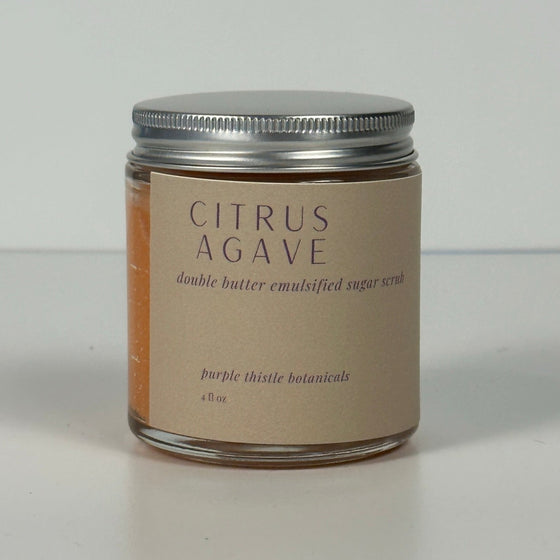 CITRUS
AGAVE
double butter emulsified sugar scrub
purple thistle botanicals
4 fl oz